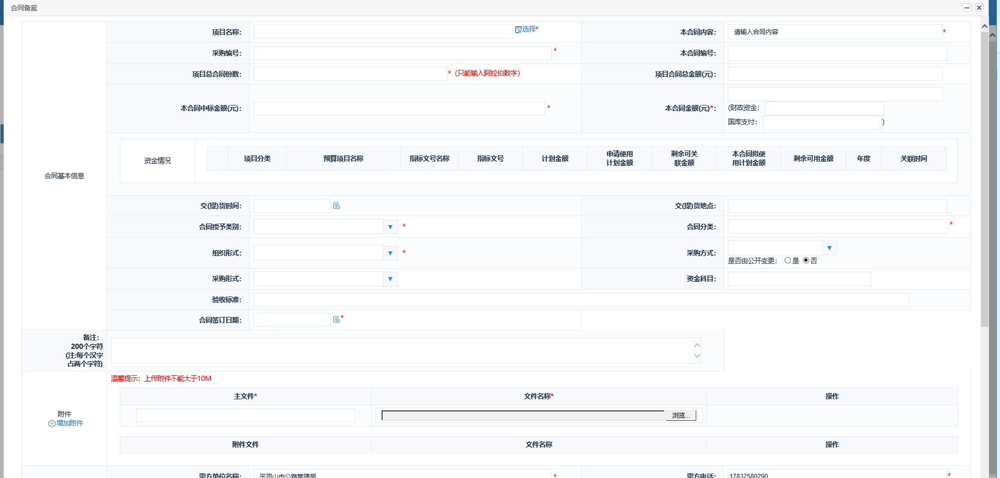 合同备案
项目名称：
选择*
本合同内容：
请输入合同内容
*
采购编号：
*
本合同编号：
项目总合同份数：
* (只能输入阿拉伯数字)
项目合同总金额(元)：
本合同中标金额(元)：
*
本合同金额(元)*：
(财政资金：
国库支付：
)
合同基本信息
资金情况
项目分类
预算项目名称
指标文号名称
指标文号
计划金额
申请使用
计划金额
剩余可关
联金额
本合同拟使
用计划金额
剩余可用金额
年度
关联时间
交(提)货时间：
交(提)货地点：
合同授予类别：
*
合同分类：
*
组织形式：
*
采购方式：
是否由公开变更： 是 否
采购形式：
资金科目：
验收标准：
合同签订日期：
*
备注：
200个字符
(注:每个汉字
占两个字符)
温馨提示：上传附件不能大于10M
附件
增加附件
主文件*
文件名称*
操作
浏览...
附件文件
文件名称
操作
需方单位名称：
平顶山市公路管理局
*
需方电话：
17837580290
*